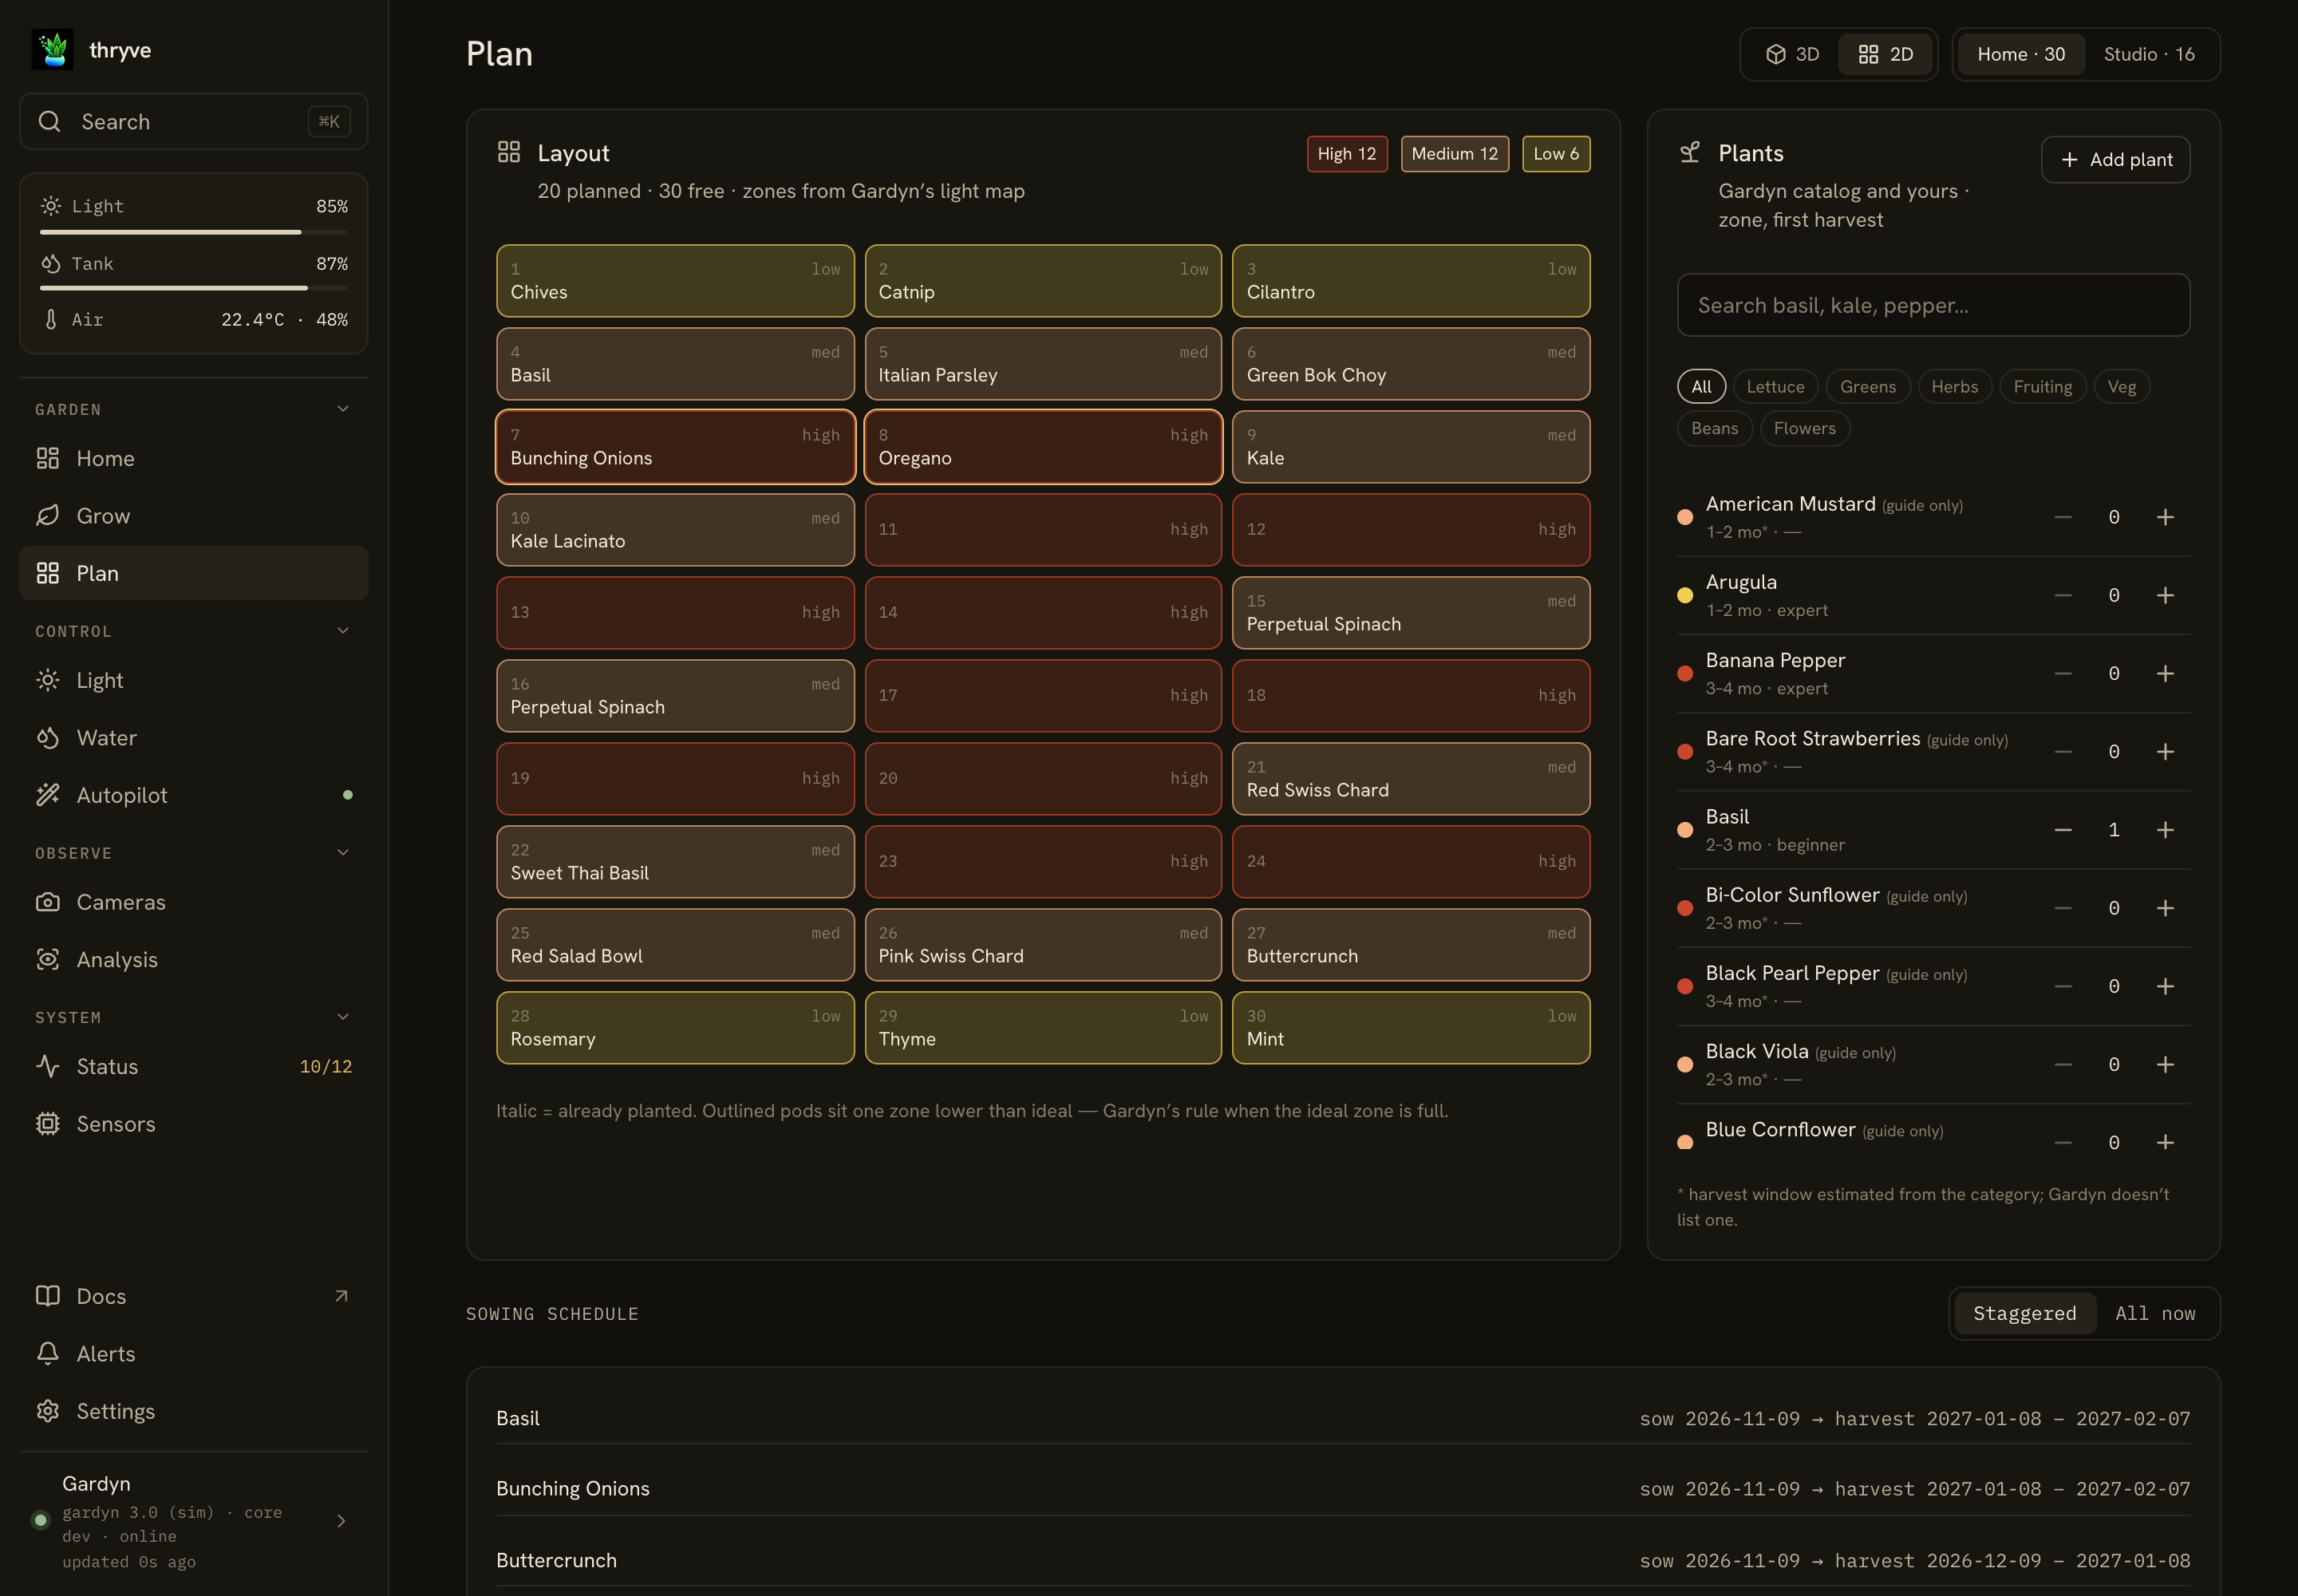 thryve
Search ⌘K
Light 85%
Tank 87%
Air 22.4°C · 48%
GARDEN
Home
Grow
Plan
CONTROL
Light
Water
Autopilot
OBSERVE
Cameras
Analysis
SYSTEM
Status 10/12
Sensors
Docs
Alerts
Settings
Gardyn
gardyn 3.0 (sim) · core
dev · online
updated 0s ago
Plan
3D 2D Home · 30 Studio · 16
Layout High 12 Medium 12 Low 6
20 planned · 30 free · zones from Gardyn’s light map
1 low 2 low 3 low
Chives Catnip Cilantro
4 med 5 med 6 med
Basil Italian Parsley Green Bok Choy
7 high 8 high 9 med
Bunching Onions Oregano Kale
10 med 11 high 12 high
Kale Lacinato
13 high 14 high 15 med
Perpetual Spinach
16 med 17 high 18 high
Perpetual Spinach
19 high 20 high 21 med
Red Swiss Chard
22 med 23 high 24 high
Sweet Thai Basil
25 med 26 med 27 med
Red Salad Bowl Pink Swiss Chard Buttercrunch
28 low 29 low 30 low
Rosemary Thyme Mint
Italic = already planted. Outlined pods sit one zone lower than ideal — Gardyn’s rule when the ideal zone is full.
Plants + Add plant
Gardyn catalog and yours ·
zone, first harvest
Search basil, kale, pepper…
All Lettuce Greens Herbs Fruiting Veg
Beans Flowers
American Mustard (guide only) − 0 +
1–2 mo* · —
Arugula − 0 +
1–2 mo · expert
Banana Pepper − 0 +
3–4 mo · expert
Bare Root Strawberries (guide only) − 0 +
3–4 mo* · —
Basil − 1 +
2–3 mo · beginner
Bi-Color Sunflower (guide only) − 0 +
2–3 mo* · —
Black Pearl Pepper (guide only) − 0 +
3–4 mo* · —
Black Viola (guide only) − 0 +
2–3 mo* · —
Blue Cornflower (guide only) − 0 +
* harvest window estimated from the category; Gardyn doesn’t
list one.
SOWING SCHEDULE Staggered All now
Basil sow 2026-11-09 → harvest 2027-01-08 – 2027-02-07
Bunching Onions sow 2026-11-09 → harvest 2027-01-08 – 2027-02-07
Buttercrunch sow 2026-11-09 → harvest 2026-12-09 – 2027-01-08